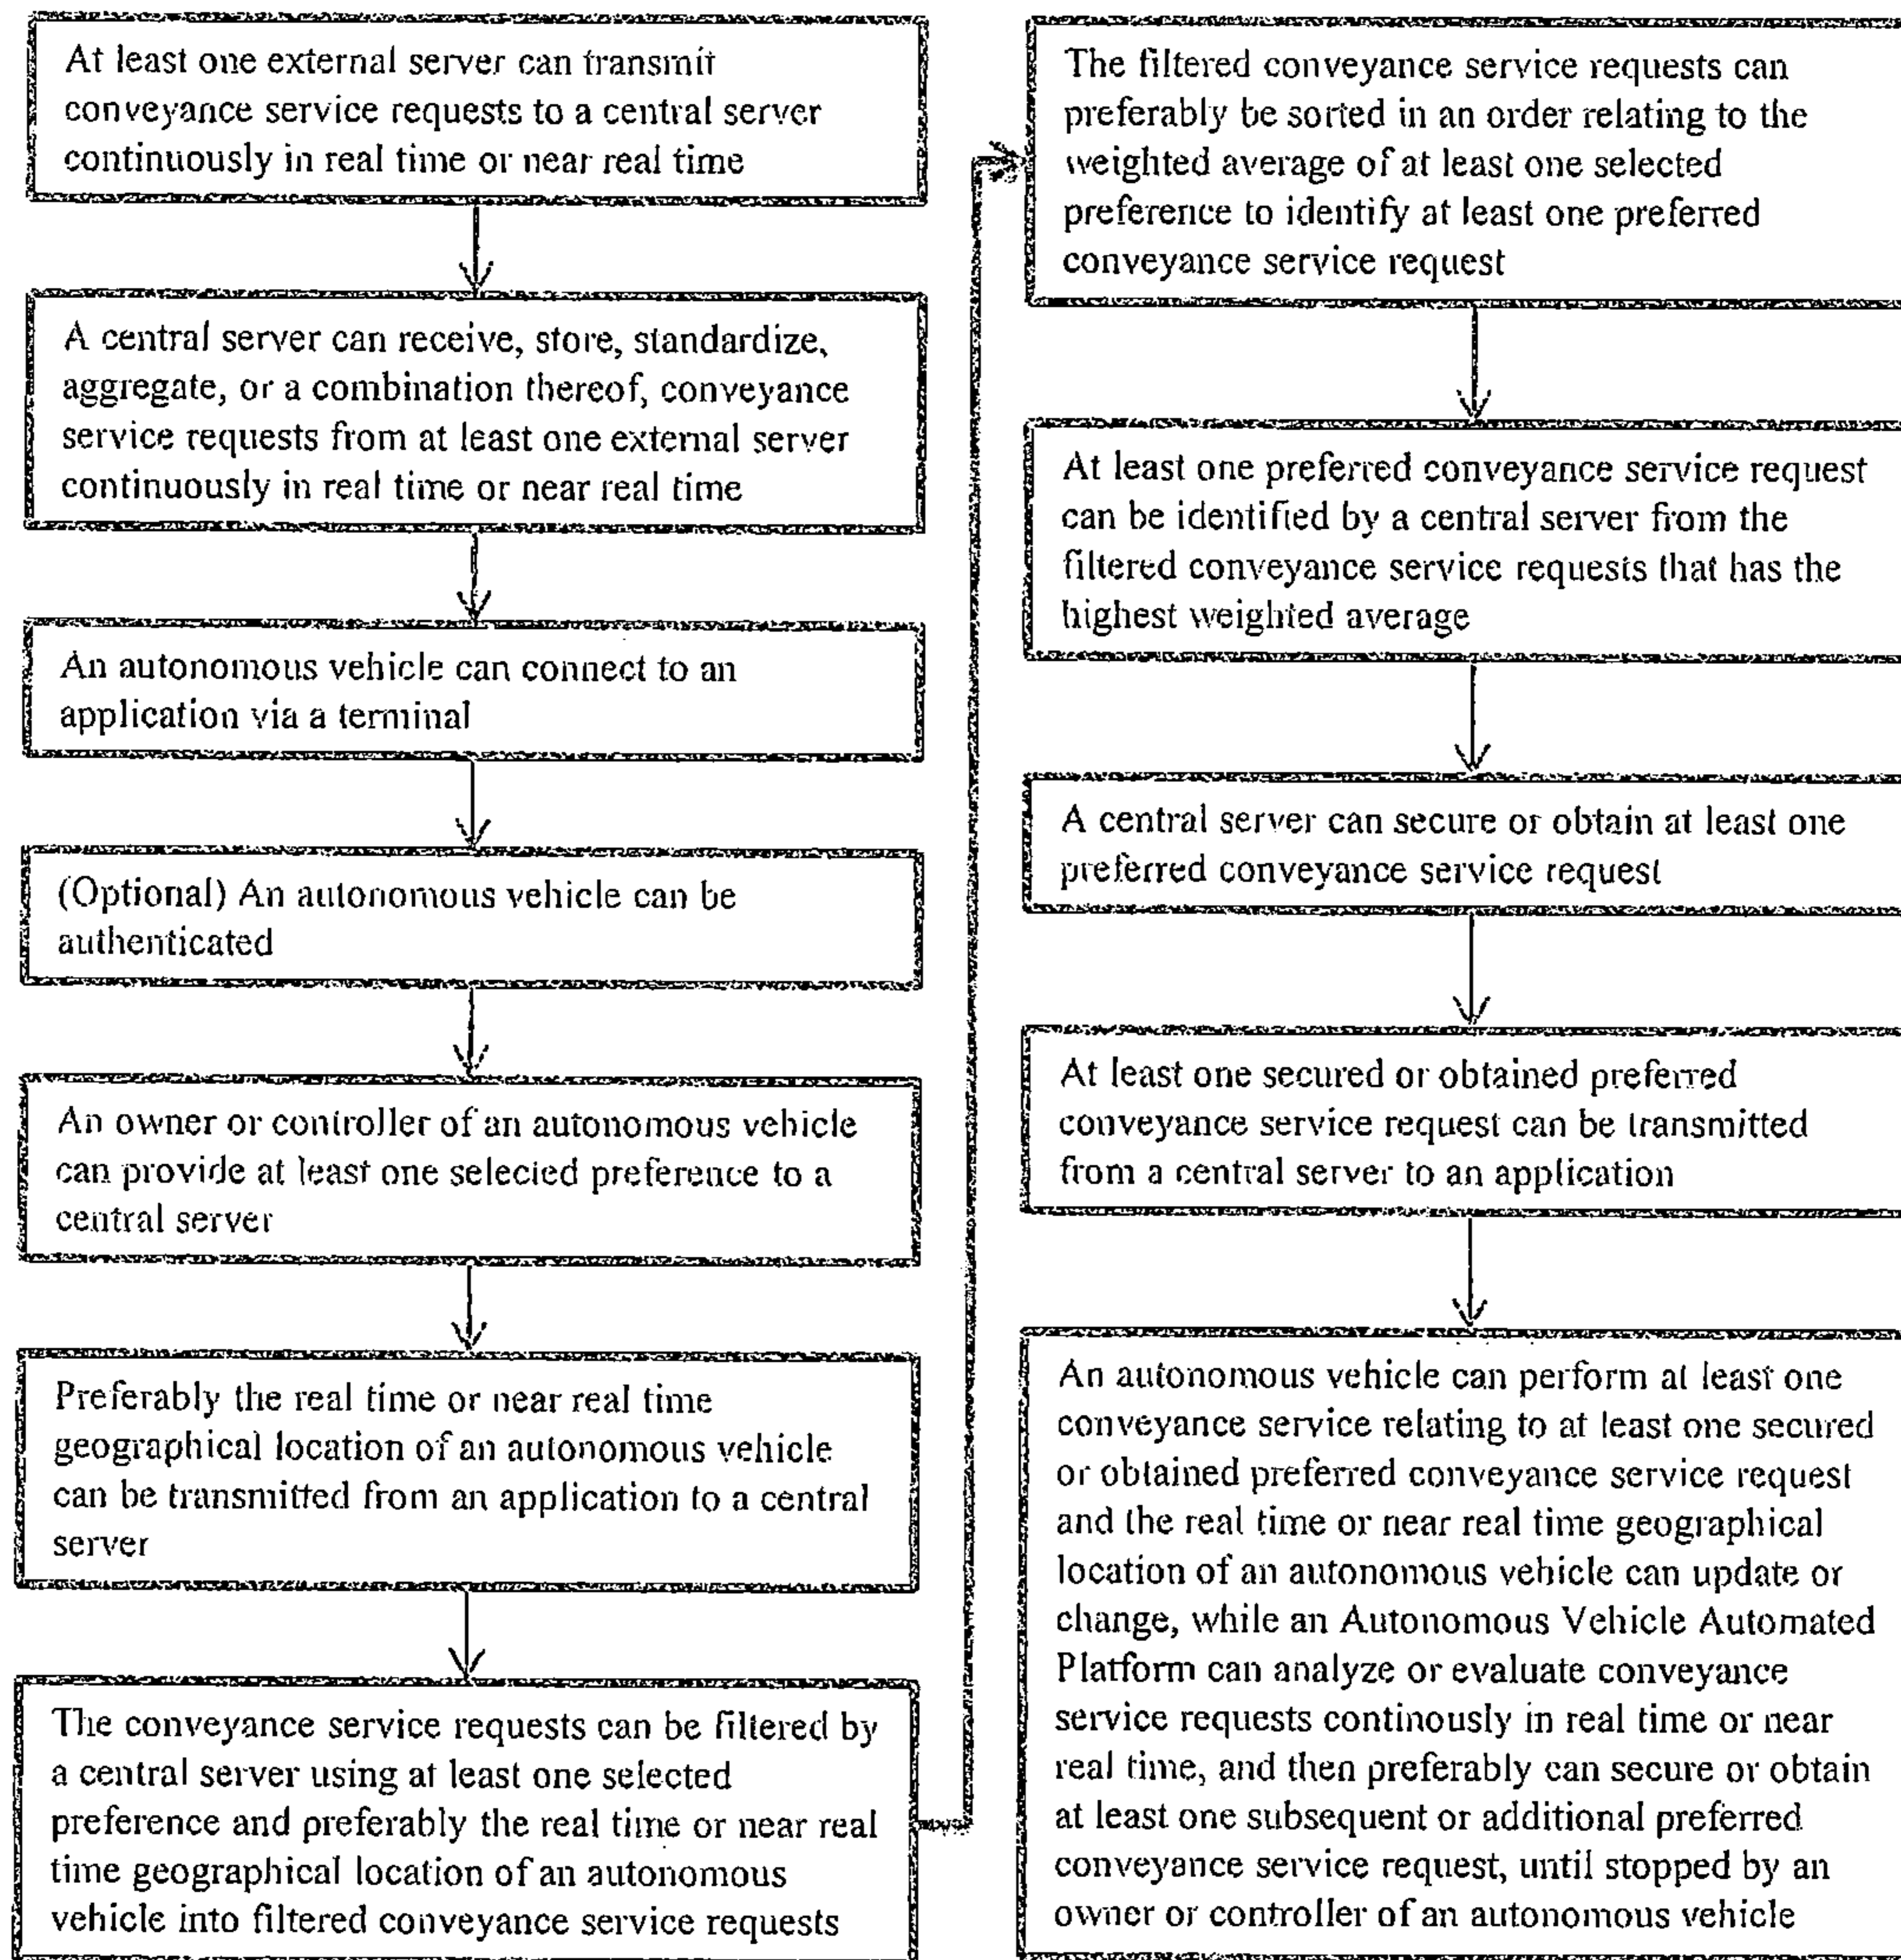 At least one external server can transmit
conveyance service requests to a central server
continuously in real time or near real time
A central server can receive, store, standardize,
aggregate, or a combination thereof, conveyance
service requests from at least one external server
continuously in real time or near real time
An autonomous vehicle can connect to an
application via a terminal
(Optional) An autonomous vehicle can be
authenticated
An owner or controller of an autonomous vehicle
can provide at least one selected preference to a
central server
Preferably the real time or near real time
geographical location of an autonomous vehicle
can be transmitted from an application to a central
server
The conveyance service requests can be filtered by
a central server using at least one selected
preference and preferably the real time or near real
time geographical location of an autonomous
vehicle into filtered conveyance service requests
The filtered conveyance service requests can
preferably be sorted in an order relating to the
weighted average of at least one selected
preference to identify at least one preferred
conveyance service request
At least one preferred conveyance service request
can be identified by a central server from the
filtered conveyance service requests that has the
highest weighted average
A central server can secure or obtain at least one
preferred conveyance service request
At least one secured or obtained preferred
conveyance service request can be transmitted
from a central server to an application
An autonomous vehicle can perform at least one
conveyance service relating to at least one secured
or obtained preferred conveyance service request
and the real time or near real time geographical
location of an autonomous vehicle can update or
change, while an Autonomous Vehicle Automated
Platform can analyze or evaluate conveyance
service requests continously in real time or near
real time, and then preferably can secure or obtain
at least one subsequent or additional preferred
conveyance service request, until stopped by an
owner or controller of an autonomous vehicle